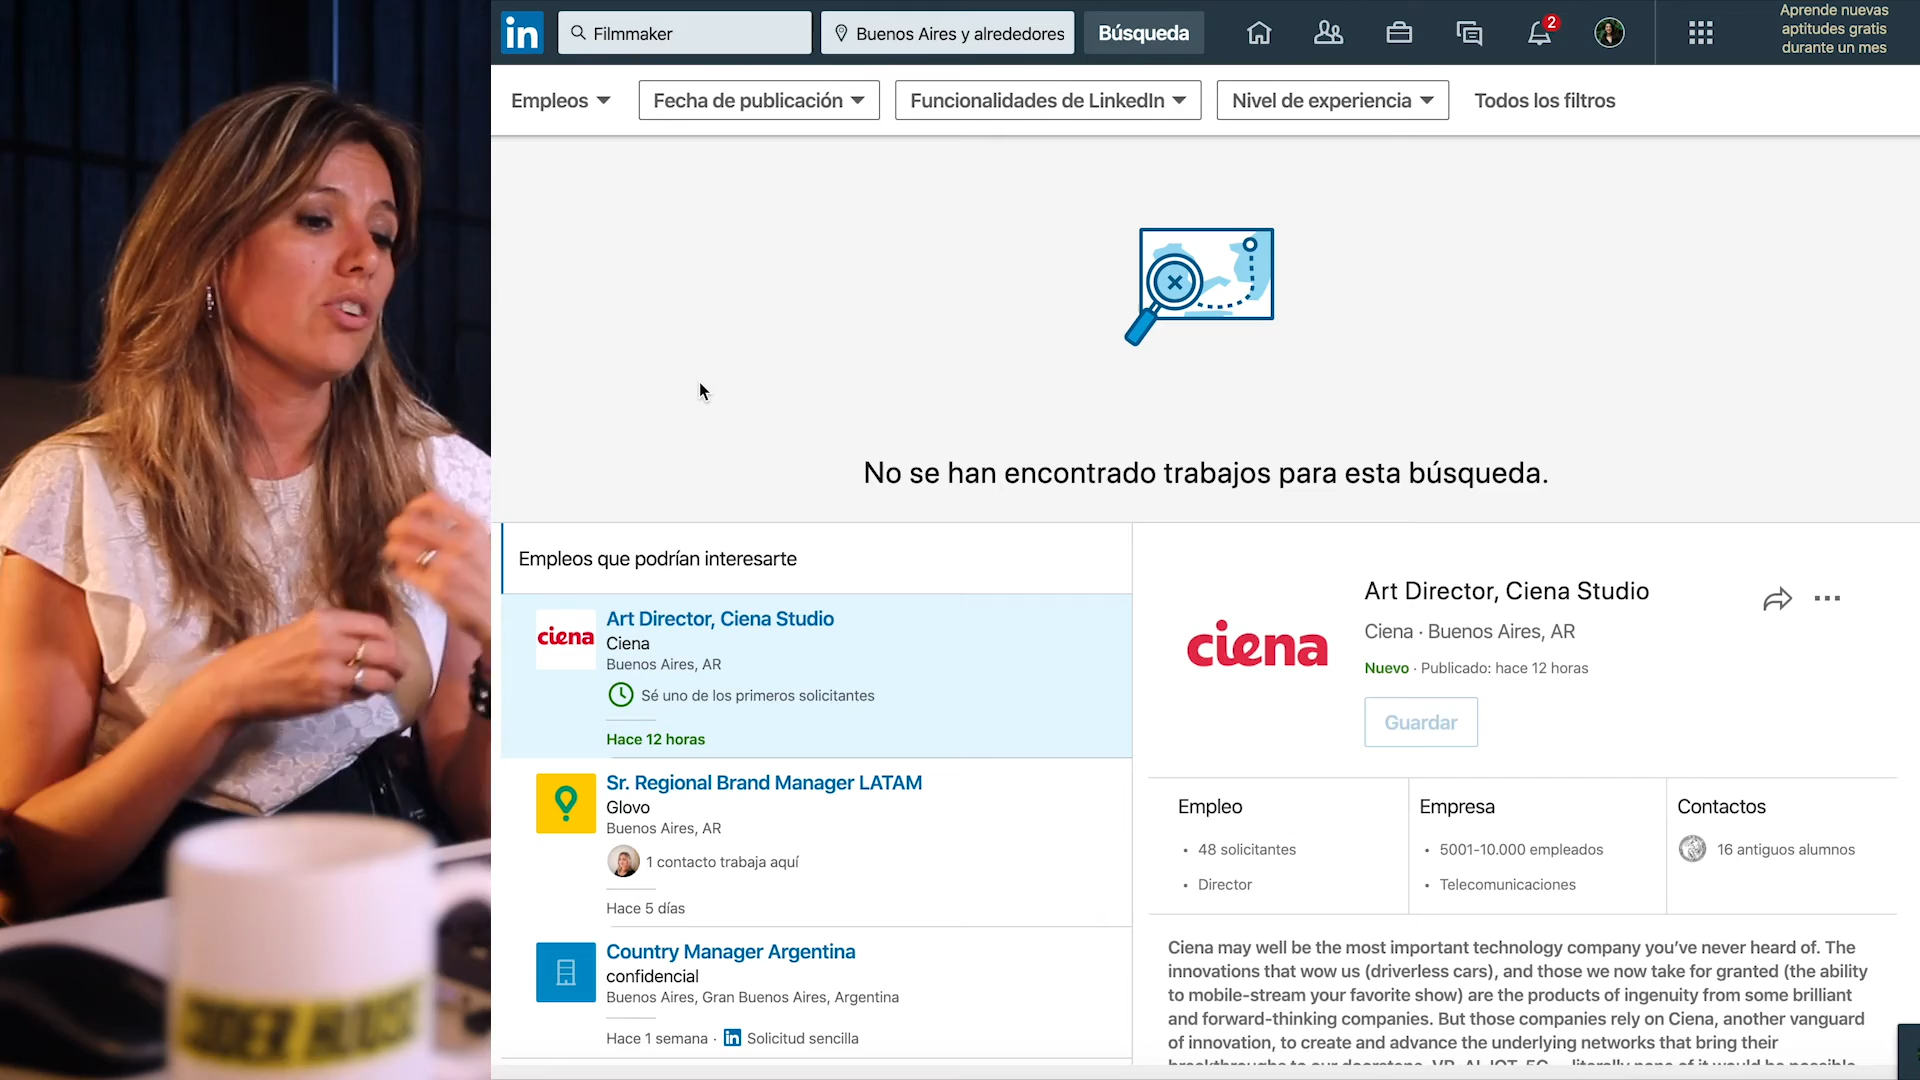 in
Filmmaker
Buenos Aires y alrededores
Búsqueda
2
Aprende nuevas
aptitudes gratis
durante un mes
Empleos
Fecha de publicación
Funcionalidades de LinkedIn
Nivel de experiencia
Todos los filtros
No se han encontrado trabajos para esta búsqueda.
Empleos que podrían interesarte
ciena
Art Director, Ciena Studio
Ciena
Buenos Aires, AR
Sé uno de los primeros solicitantes
Hace 12 horas
Sr. Regional Brand Manager LATAM
Glovo
Buenos Aires, AR
1 contacto trabaja aquí
Hace 5 días
Country Manager Argentina
confidencial
Buenos Aires, Gran Buenos Aires, Argentina
Hace 1 semana · in Solicitud sencilla
ciena
Art Director, Ciena Studio
Ciena · Buenos Aires, AR
Nuevo · Publicado: hace 12 horas
Guardar
Empleo
• 48 solicitantes
• Director
Empresa
• 5001-10.000 empleados
• Telecomunicaciones
Contactos
16 antiguos alumnos
Ciena may well be the most important technology company you've never heard of. The
innovations that wow us (driverless cars), and those we now take for granted (the ability
to mobile-stream your favorite show) are the products of ingenuity from some brilliant
and forward-thinking companies. But those companies rely on Ciena, another vanguard
of innovation, to create and advance the underlying networks that bring their
CODER HOUSE